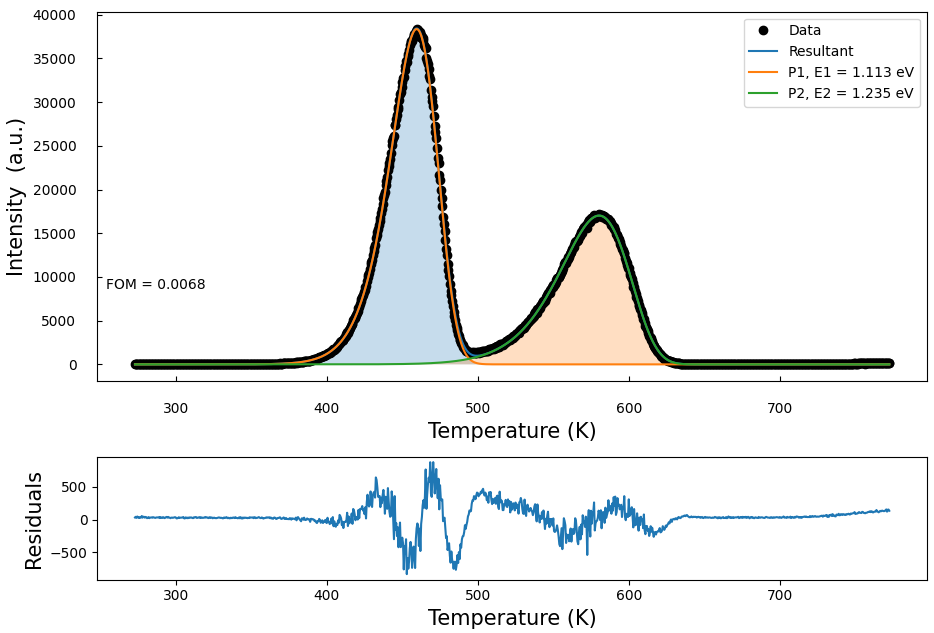 40000
35000
30000
25000
20000
15000
10000
5000
0
Intensity (a.u.)
Data
Resultant
P1, E1 = 1.113 eV
P2, E2 = 1.235 eV
FOM = 0.0068
300 400 500 600 700
Temperature (K)
500
0
−500
Residuals
300 400 500 600 700
Temperature (K)